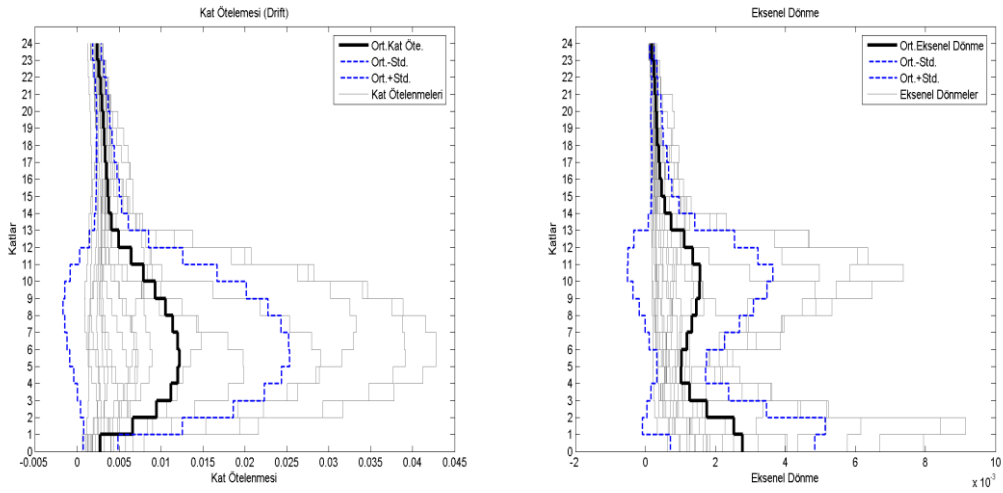 Kat Ötelemesi (Drift)
24
23
22
21
20
19
18
17
16
15
14
13
12
11
10
9
8
7
6
5
4
3
2
1
0
Katlar
Ort.Kat Öte.
Ort.-Std.
Ort.+Std.
Kat Ötelenmeleri
-0.005 0 0.005 0.01 0.015 0.02 0.025 0.03 0.035 0.04 0.045
Kat Ötelenmesi
Eksenel Dönme
24
23
22
21
20
19
18
17
16
15
14
13
12
11
10
9
8
7
6
5
4
3
2
1
0
Katlar
Ort.Eksenel Dönme
Ort.-Std.
Ort.+Std.
Eksenel Dönmeler
-2 0 2 4 6 8 10
Eksenel Dönme
x 10⁻³